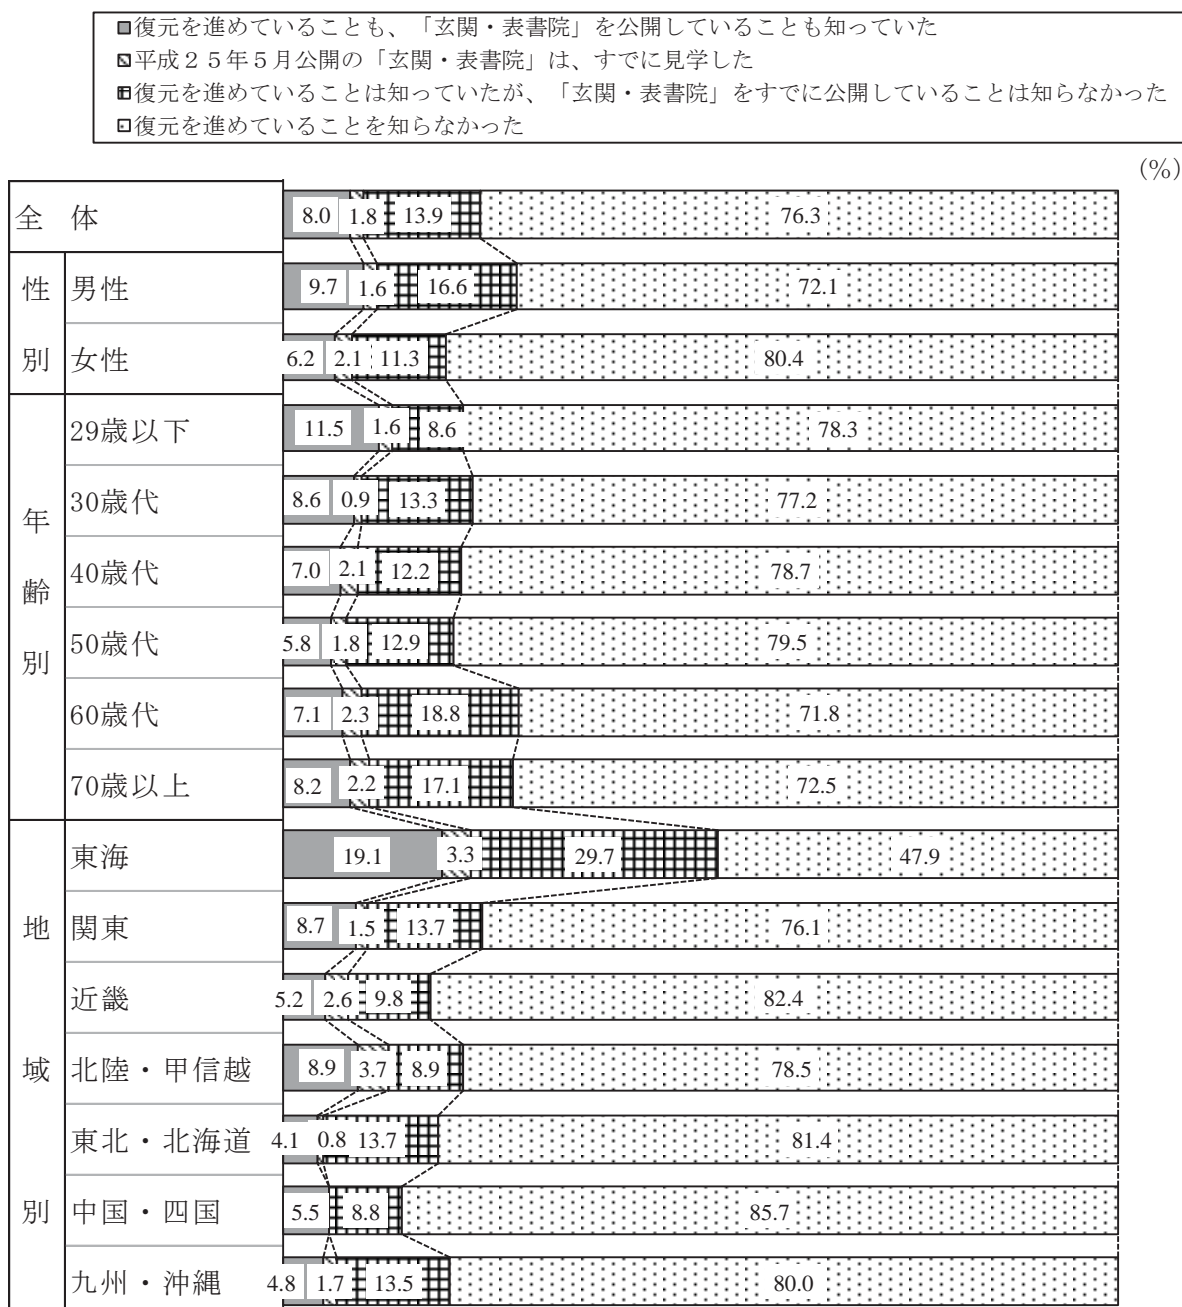 復元を進めていることも、「玄関・表書院」を公開していることも知っていた
平成２５年５月公開の「玄関・表書院」は、すでに見学した
復元を進めていることは知っていたが、「玄関・表書院」をすでに公開していることは知らなかった
復元を進めていることを知らなかった
(%)
全 体 8.0 1.8 13.9 76.3
性別
男性 9.7 1.6 16.6 72.1
女性 6.2 2.1 11.3 80.4
年齢別
29歳以下 11.5 1.6 8.6 78.3
30歳代 8.6 0.9 13.3 77.2
40歳代 7.0 2.1 12.2 78.7
50歳代 5.8 1.8 12.9 79.5
60歳代 7.1 2.3 18.8 71.8
70歳以上 8.2 2.2 17.1 72.5
地域別
東海 19.1 3.3 29.7 47.9
関東 8.7 1.5 13.7 76.1
近畿 5.2 2.6 9.8 82.4
北陸・甲信越 8.9 3.7 8.9 78.5
東北・北海道 4.1 0.8 13.7 81.4
中国・四国 5.5 8.8 85.7
九州・沖縄 4.8 1.7 13.5 80.0